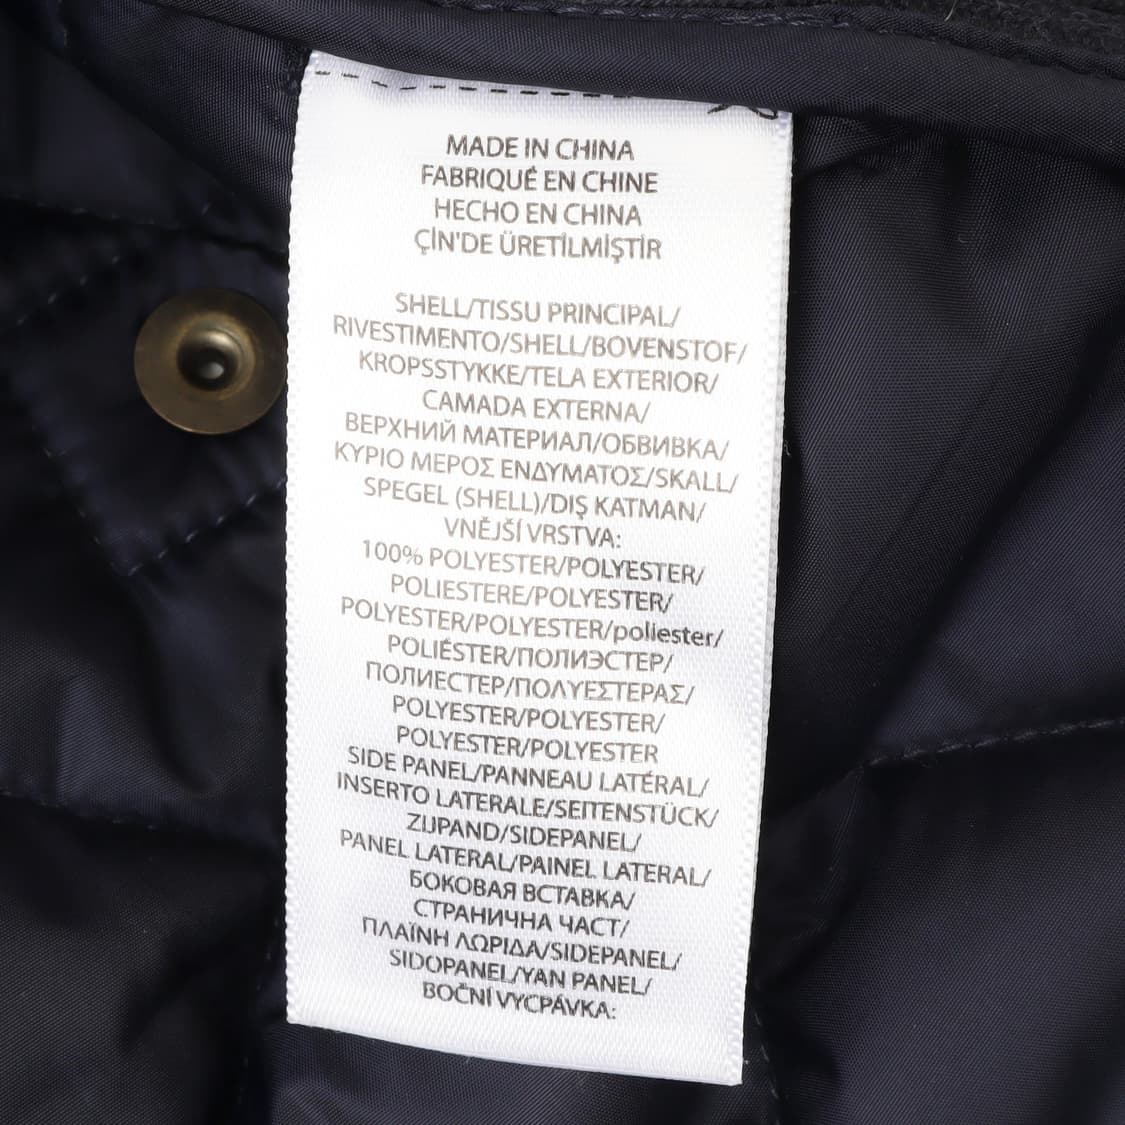 MADE IN CHINA
FABRIQUÉ EN CHINE
HECHO EN CHINA
ÇİN'DE ÜRETİLMİŞTİR
SHELL/TISSU PRINCIPAL/
RIVESTIMENTO/SHELL/BOVENSTOF/
KROPSSTYKKE/TELA EXTERIOR/
CAMADA EXTERNA/
ВЕРХНИЙ МАТЕРИАЛ/ОБВИВКА/
ΚΥΡΙΟ ΜΕΡΟΣ ΕΝΔΥΜΑΤΟΣ/SKALL/
SPEGEL (SHELL)/DIŞ KATMAN/
VNĚJŠÍ VRSTVA:
100% POLYESTER/POLYESTER/
POLIESTERE/POLYESTER/
POLYESTER/POLYESTER/poliester/
POLIÉSTER/ПОЛИЭСТЕР/
ПОЛИЕСТЕР/ΠΟΛΥΕΣΤΕΡΑΣ/
POLYESTER/POLYESTER/
POLYESTER/POLYESTER
SIDE PANEL/PANNEAU LATÉRAL/
INSERTO LATERALE/SEITENSTÜCK/
ZIJPAND/SIDEPANEL/
PANEL LATERAL/PAINEL LATERAL/
БОКОВАЯ ВСТАВКА/
СТРАНИЧНА ЧАСТ/
ΠΛΑΪΝΗ ΛΩΡΙΔΑ/SIDEPANEL/
SIDOPANEL/YAN PANEL/
BOČNÍ VYCPÁVKA: